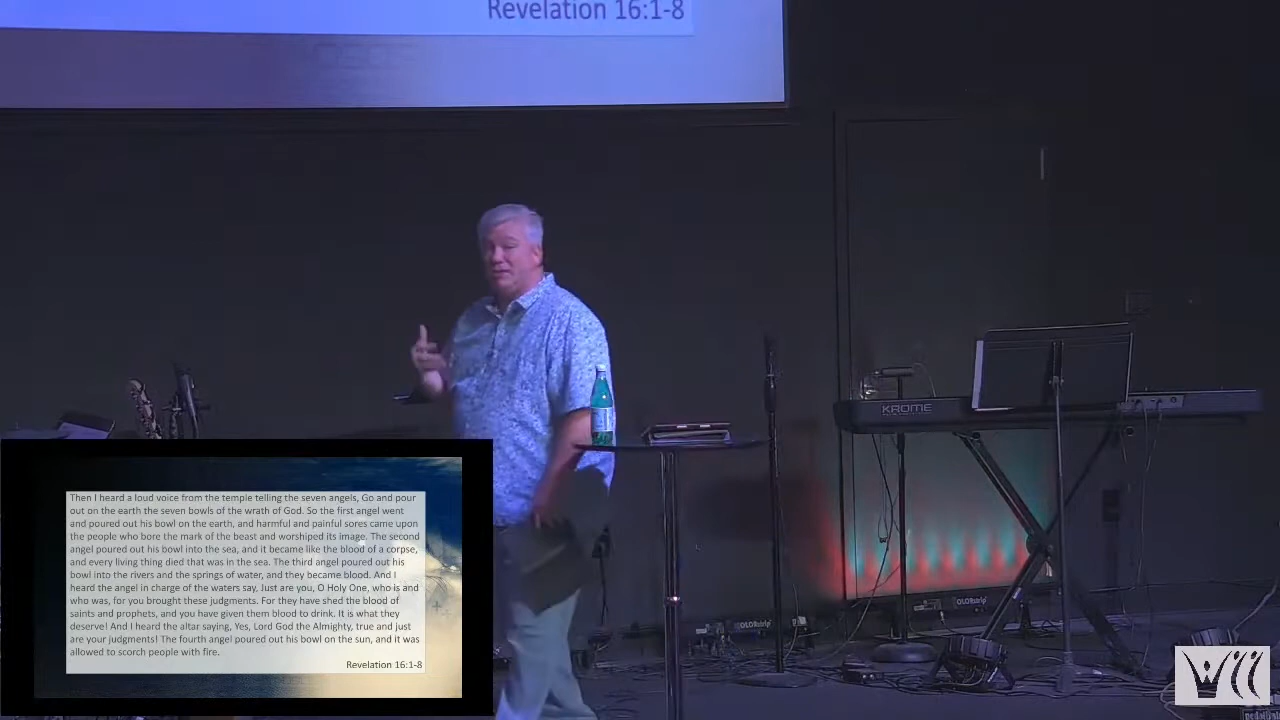 Revelation 16:1-8
KROME
Then I heard a loud voice from the temple telling the seven angels, Go and pour
out on the earth the seven bowls of the wrath of God. So the first angel went
and poured out his bowl on the earth, and harmful and painful sores came upon
the people who bore the mark of the beast and worshiped its image. The second
angel poured out his bowl into the sea, and it became like the blood of a corpse,
and every living thing died that was in the sea. The third angel poured out his
bowl into the rivers and the springs of water, and they became blood. And I
heard the angel in charge of the waters say, Just are you, O Holy One, who is and
who was, for you brought these judgments. For they have shed the blood of
saints and prophets, and you have given them blood to drink. It is what they
deserve! And I heard the altar saying, Yes, Lord God the Almighty, true and just
are your judgments! The fourth angel poured out his bowl on the sun, and it was
allowed to scorch people with fire.
Revelation 16:1-8
COLORstrip
COLORstrip